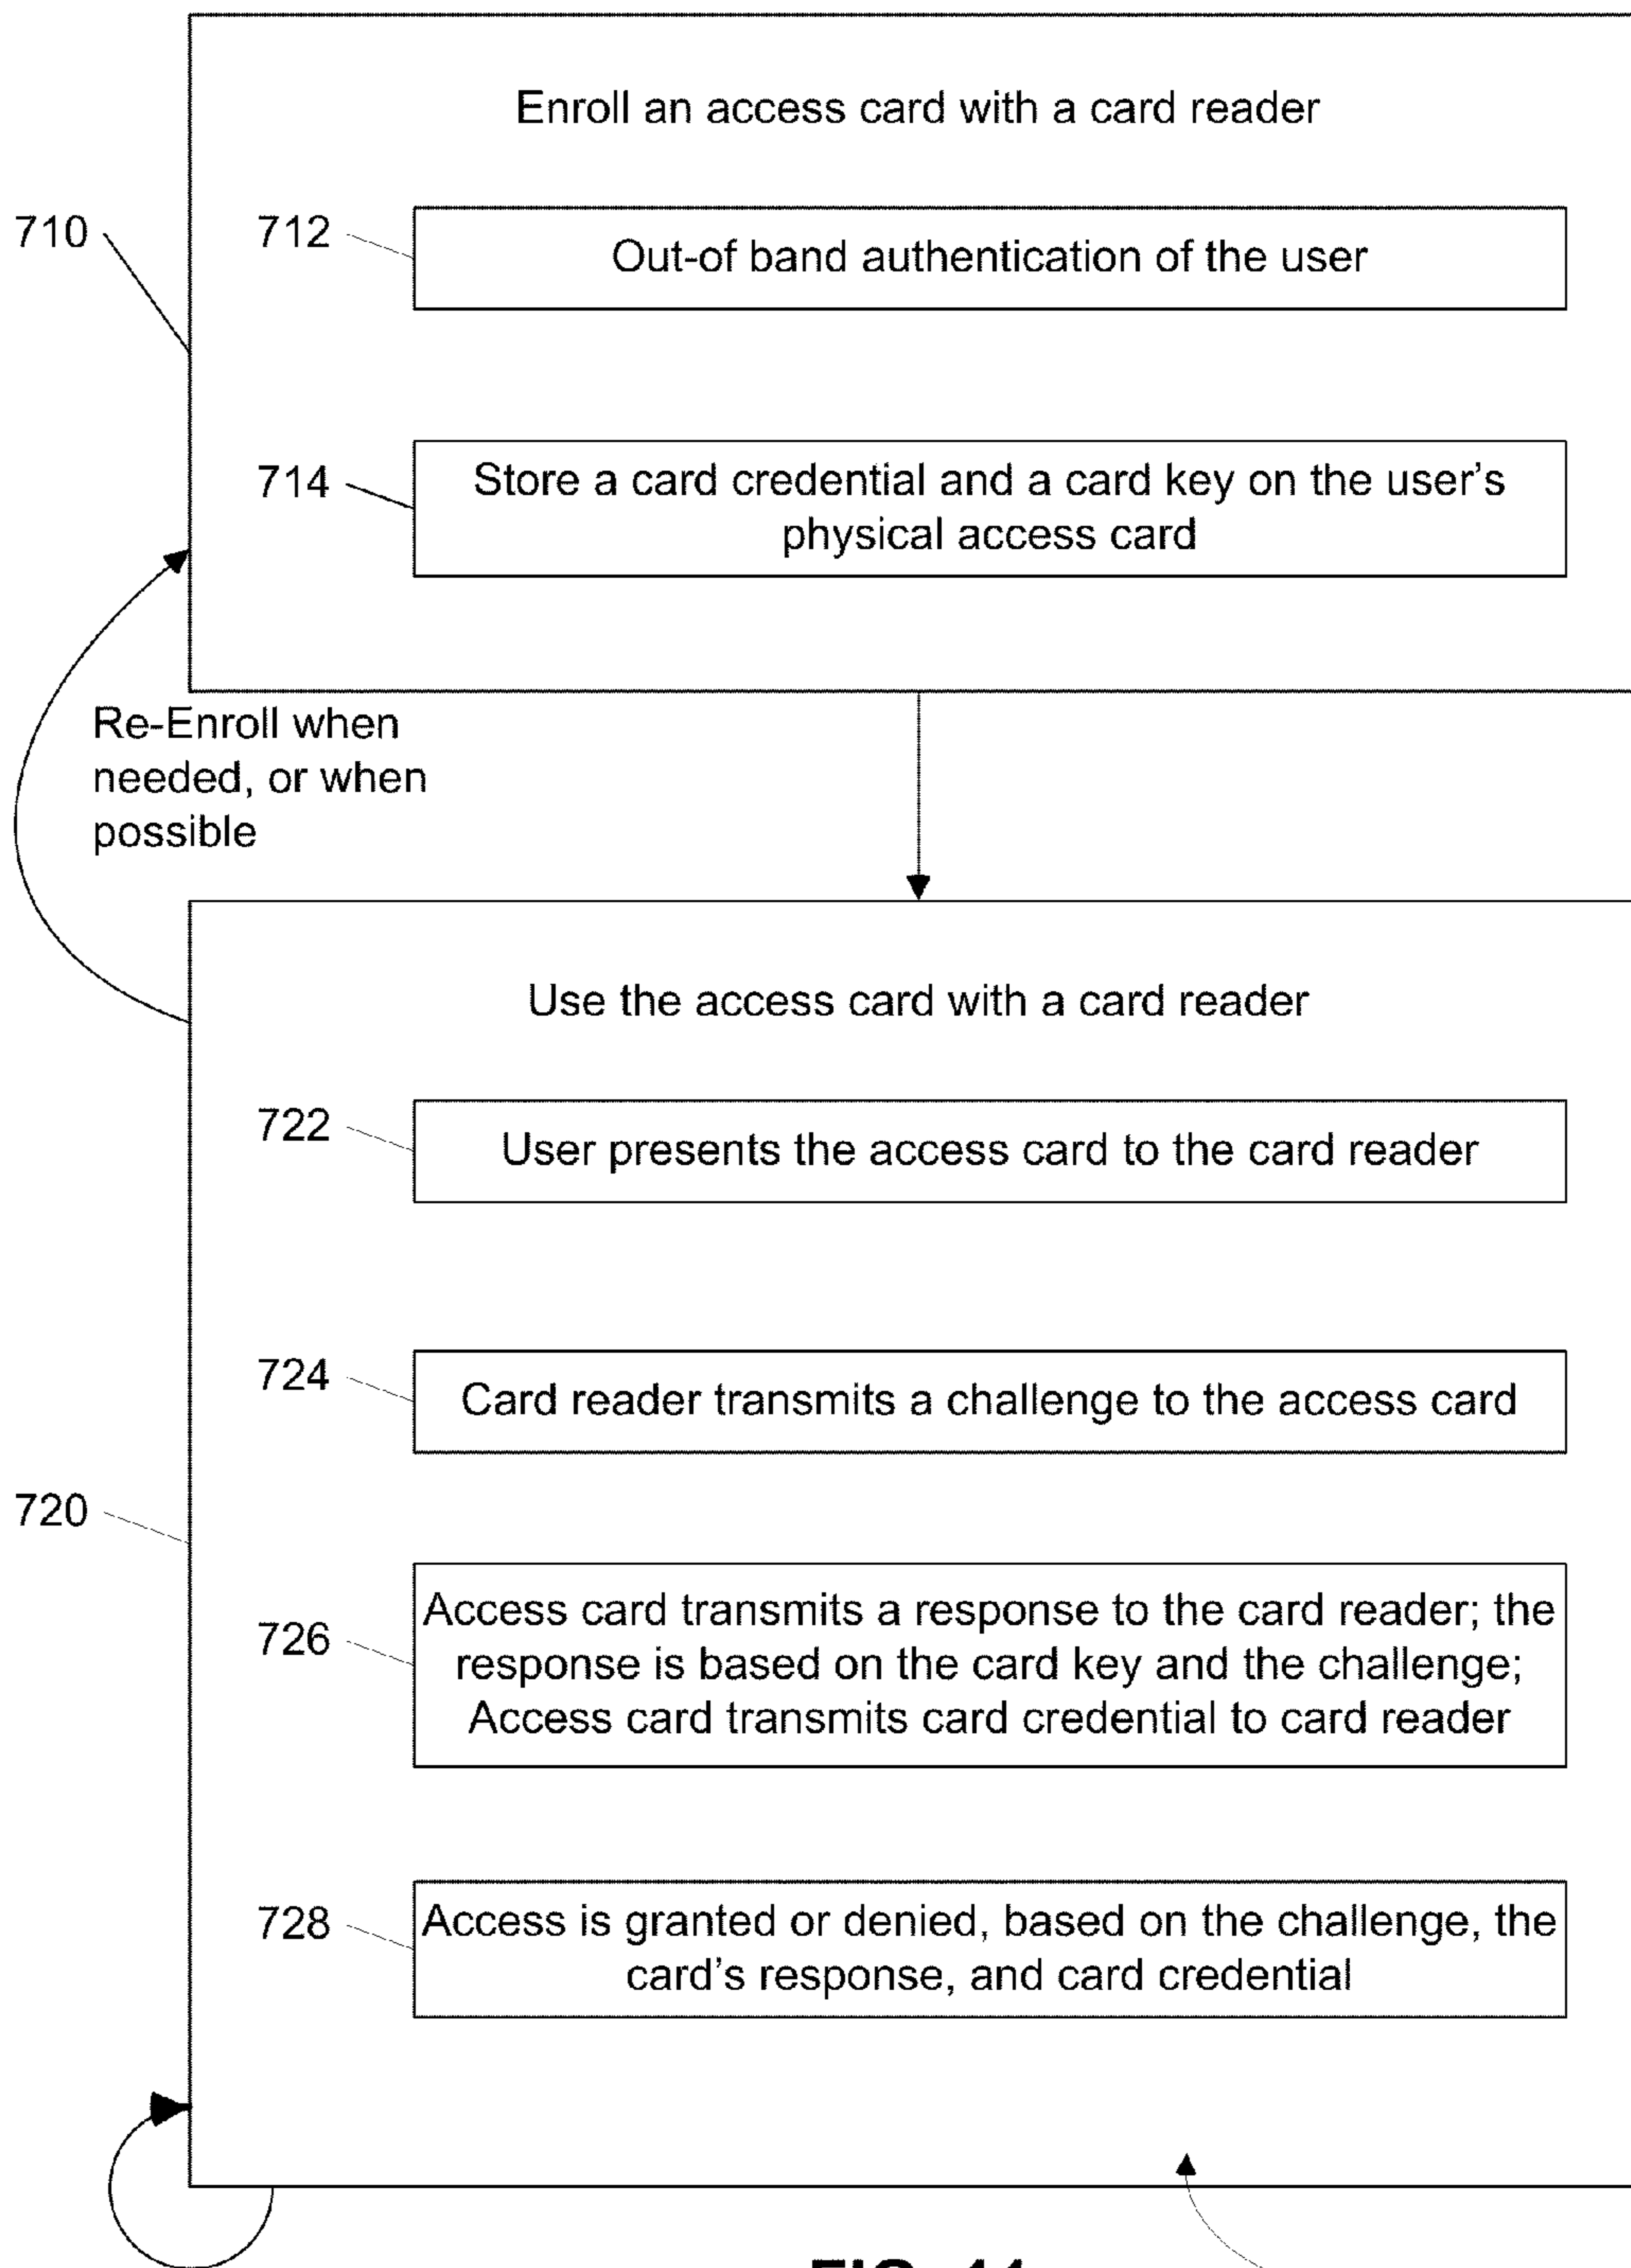 Enroll an access card with a card reader
710
712
Out-of band authentication of the user
714
Store a card credential and a card key on the user's
physical access card
Re-Enroll when
needed, or when
possible
Use the access card with a card reader
722
User presents the access card to the card reader
724
Card reader transmits a challenge to the access card
720
726
Access card transmits a response to the card reader; the
response is based on the card key and the challenge;
Access card transmits card credential to card reader
728
Access is granted or denied, based on the challenge, the
card's response, and card credential